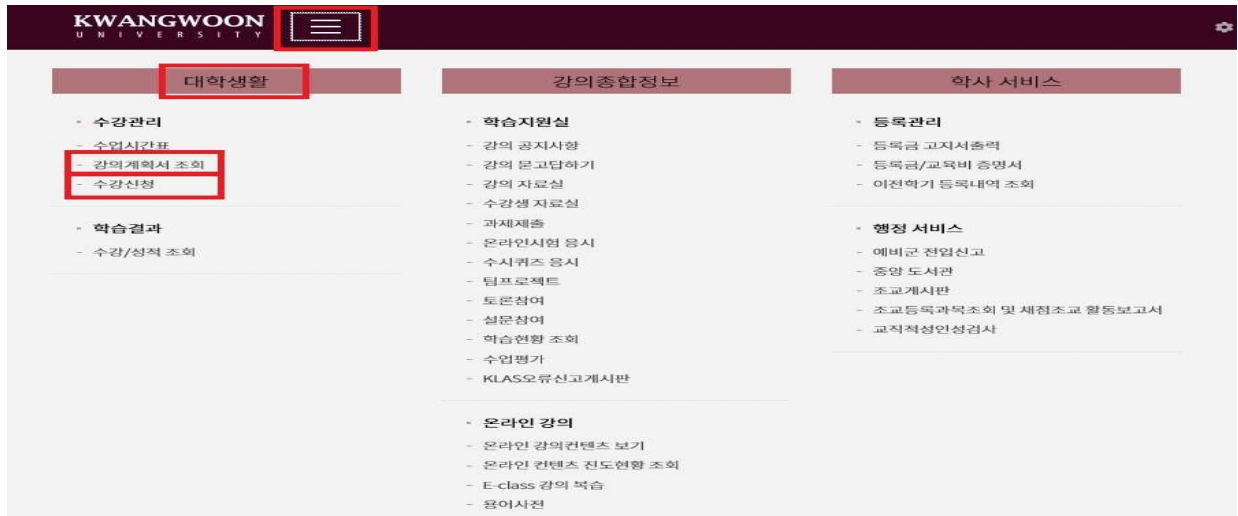 KWANGWOON
UNIVERSITY
대학생활
· 수강관리
- 수업시간표
- 강의계획서 조회
- 수강신청
· 학습결과
- 수강/성적 조회
강의종합정보
· 학습지원실
- 강의 공지사항
- 강의 묻고답하기
- 강의 자료실
- 수강생 자료실
- 과제제출
- 온라인시험 응시
- 수시퀴즈 응시
- 팀프로젝트
- 토론참여
- 설문참여
- 학습현황 조회
- 수업평가
- KLAS오류신고게시판
· 온라인 강의
- 온라인 강의컨텐츠 보기
- 온라인 컨텐츠 진도현황 조회
- E-class 강의 복습
- 용어사전
학사 서비스
· 등록관리
- 등록금 고지서출력
- 등록금/교육비 증명서
- 이전학기 등록내역 조회
· 행정 서비스
- 예비군 전입신고
- 중앙 도서관
- 조교게시판
- 조교등록과목조회 및 채점조교 활동보고서
- 교직적성인성검사